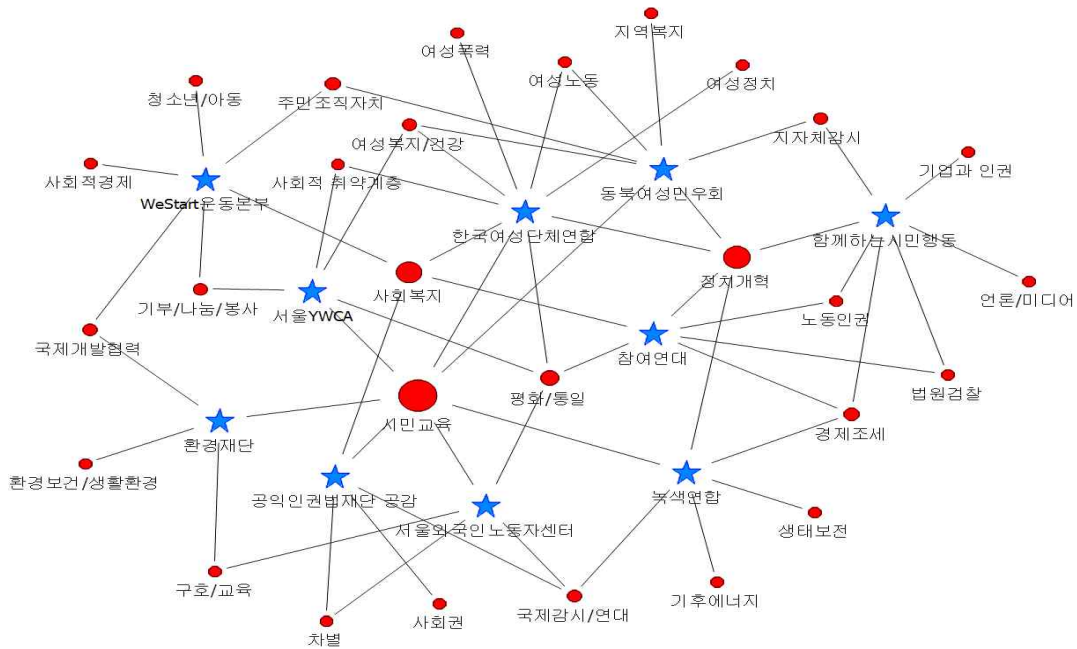 지역복지
여성폭력
여성노동
여성정치
청소년/아동
주민조직자치
여성복지/건강
지자체감시
사회적경제
사회적 취약계층
동북여성민우회
기업과 인권
WeStart운동본부
한국여성단체연합
함께하는시민행동
사회복지
정치개혁
언론/미디어
기부/나눔/봉사
서울YWCA
노동인권
국제개발협력
참여연대
평화/통일
법원검찰
시민교육
경제조세
환경재단
환경보건/생활환경
공익인권법재단 공감
녹색연합
서울외국인노동자센터
생태보전
구호/교육
사회권
국제감시/연대
기후에너지
차별